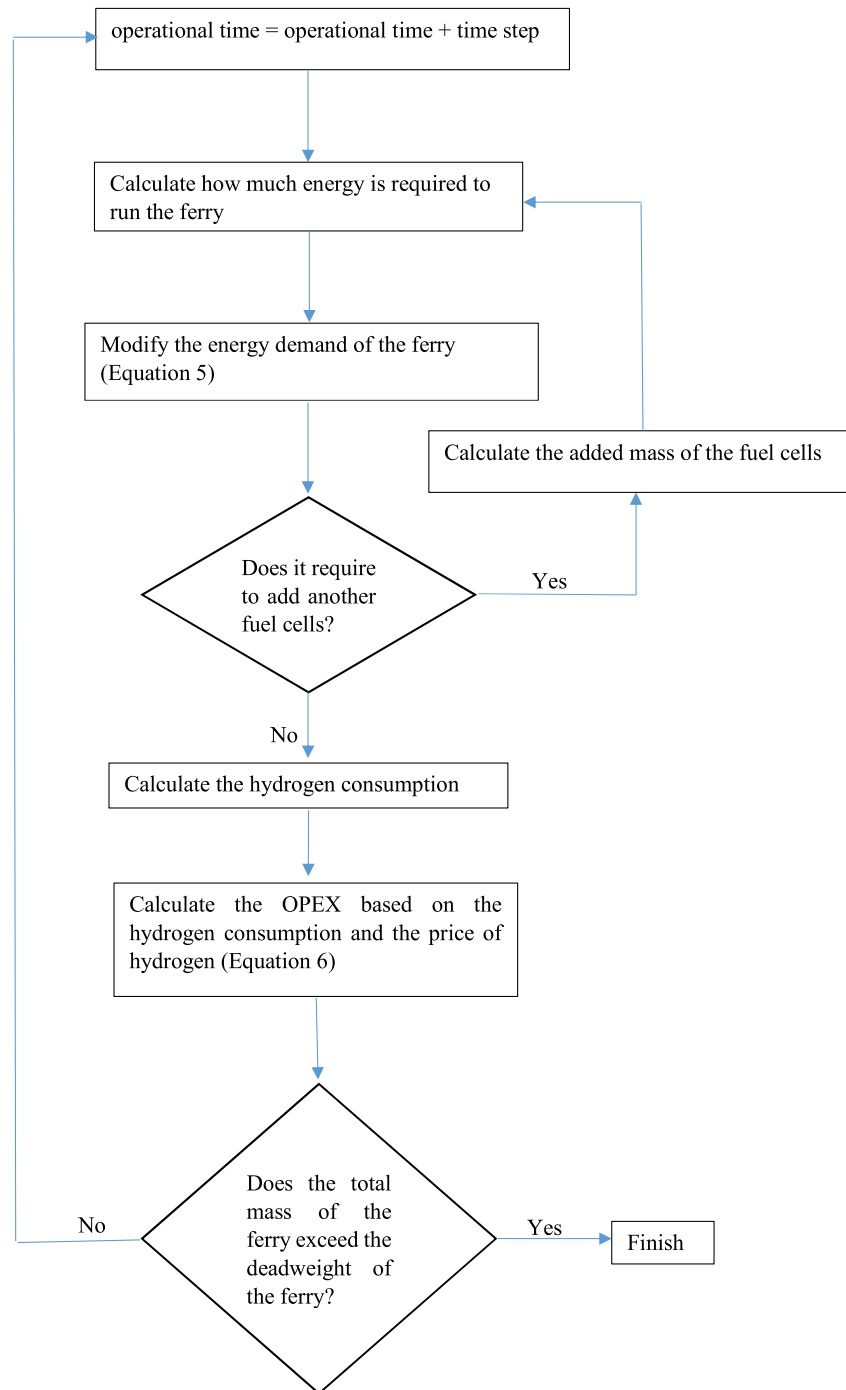 operational time = operational time + time step
Calculate how much energy is required to
run the ferry
Modify the energy demand of the ferry
(Equation 5)
Calculate the added mass of the fuel cells
Does it require
to add another
fuel cells?
Yes
No
Calculate the hydrogen consumption
Calculate the OPEX based on the
hydrogen consumption and the price of
hydrogen (Equation 6)
Does the total
mass of the
ferry exceed the
deadweight of
the ferry?
No
Yes
Finish